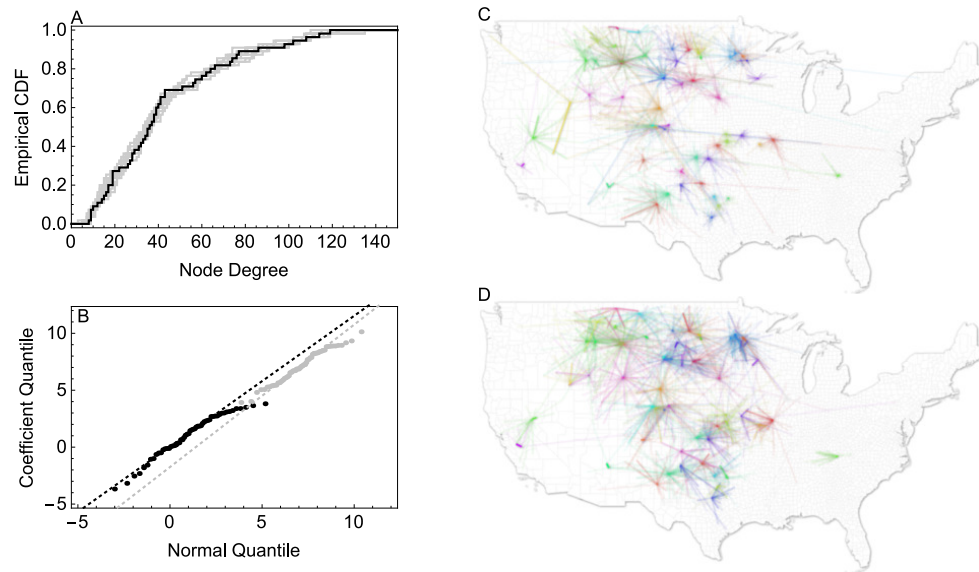 A
1.0
0.8
0.6
0.4
0.2
0.0
Empirical CDF
0 20 40 60 80 100 120 140
Node Degree
B
10
5
0
−5
Coefficient Quantile
−5 0 5 10
Normal Quantile
C
D